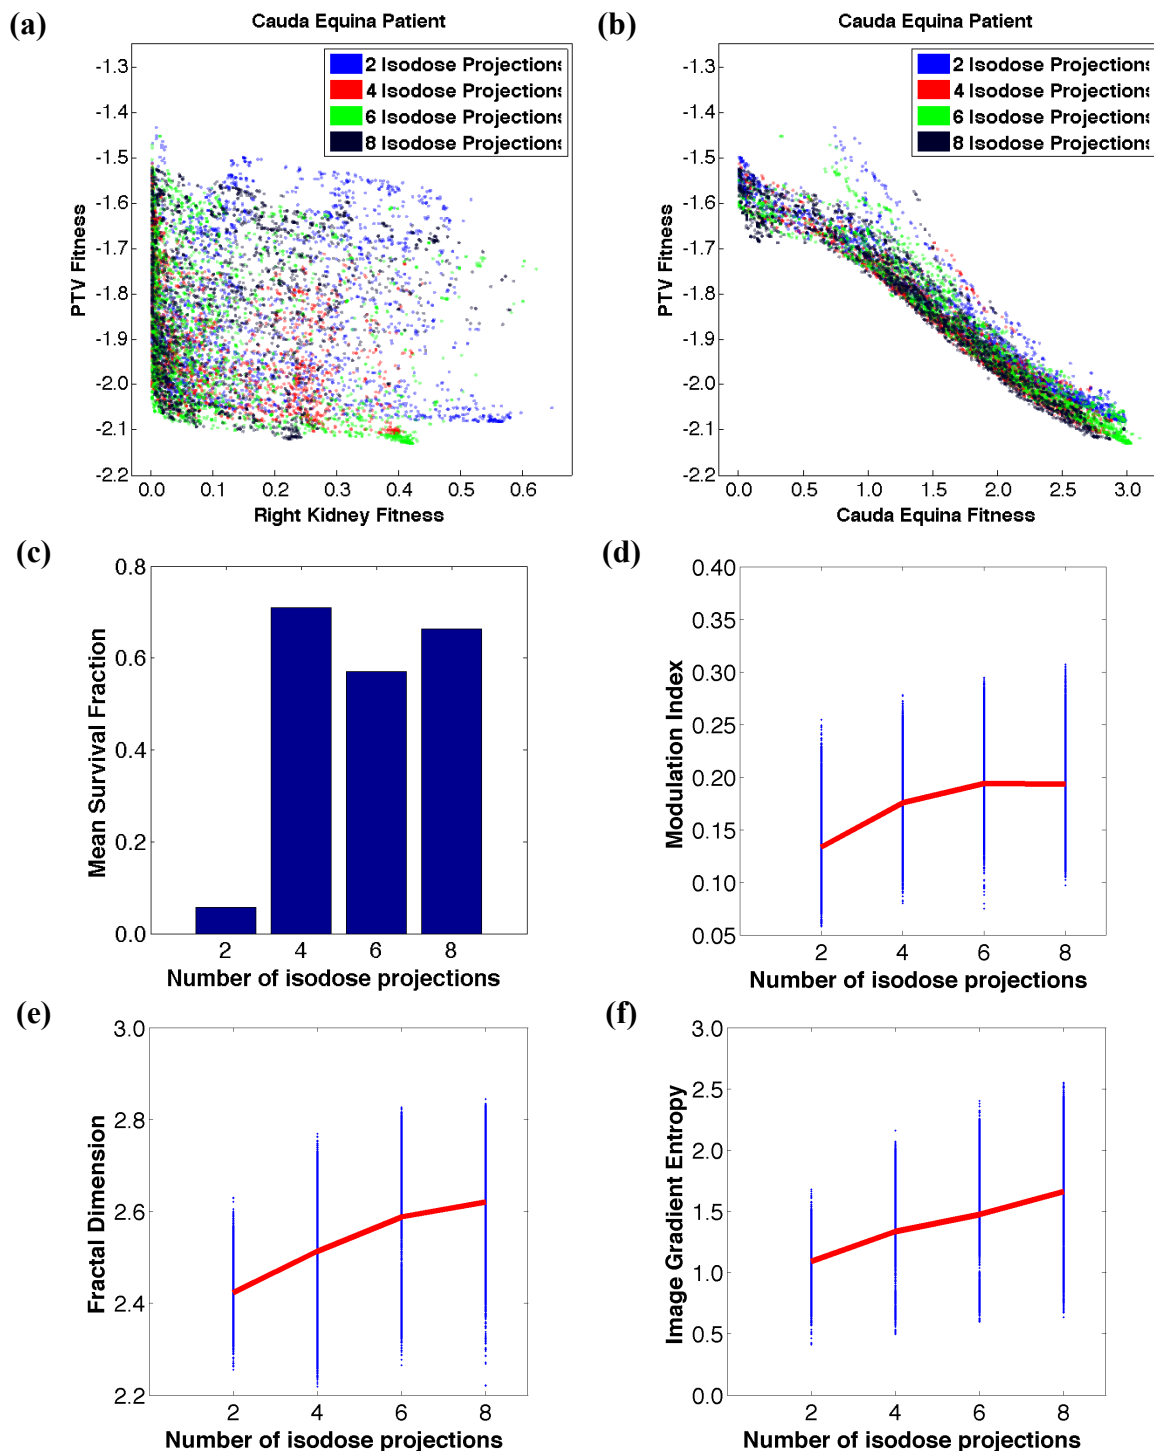 (a)
Cauda Equina Patient
-1.3
-1.4
-1.5
-1.6
-1.7
-1.8
-1.9
-2.0
-2.1
-2.2
PTV Fitness
2 Isodose Projections
4 Isodose Projections
6 Isodose Projections
8 Isodose Projections
0.0 0.1 0.2 0.3 0.4 0.5 0.6
Right Kidney Fitness
(b)
Cauda Equina Patient
-1.3
-1.4
-1.5
-1.6
-1.7
-1.8
-1.9
-2.0
-2.1
-2.2
PTV Fitness
2 Isodose Projections
4 Isodose Projections
6 Isodose Projections
8 Isodose Projections
0.0 0.5 1.0 1.5 2.0 2.5 3.0
Cauda Equina Fitness
(c)
0.8
0.6
0.4
0.2
0.0
Mean Survival Fraction
2 4 6 8
Number of isodose projections
(d)
0.40
0.35
0.30
0.25
0.20
0.15
0.10
0.05
Modulation Index
2 4 6 8
Number of isodose projections
(e)
3.0
2.8
2.6
2.4
2.2
Fractal Dimension
2 4 6 8
Number of isodose projections
(f)
3.0
2.5
2.0
1.5
1.0
0.5
0.0
Image Gradient Entropy
2 4 6 8
Number of isodose projections